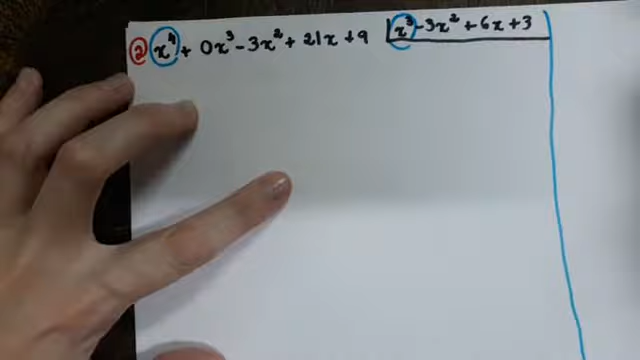 ② x⁴ + 0x³ - 3x² + 21x + 9 |x³ - 3x² + 6x + 3